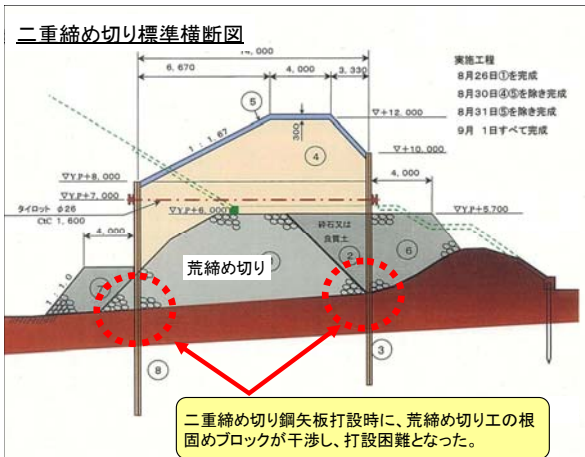 二重締め切り標準横断図
14,000
6,670
4,000
3,330
実施工程
8月26日①を完成
8月30日④⑤を除き完成
8月31日⑤を除き完成
9月 1日すべて完成
⑤
▽+12,000
1:1.67
300
④
▽+10,000
▽Y.P+8,000
4,000
▽Y.P+7,000
タイロット φ26
CtC 1,600
▽Y.P+6,000
▽Y.P+5,700
4,000
砕石又は
良質土
②
⑥
荒締め切り
⑦
③
⑧
二重締め切り鋼矢板打設時に、荒締め切り工の根
固めブロックが干渉し、打設困難となった。